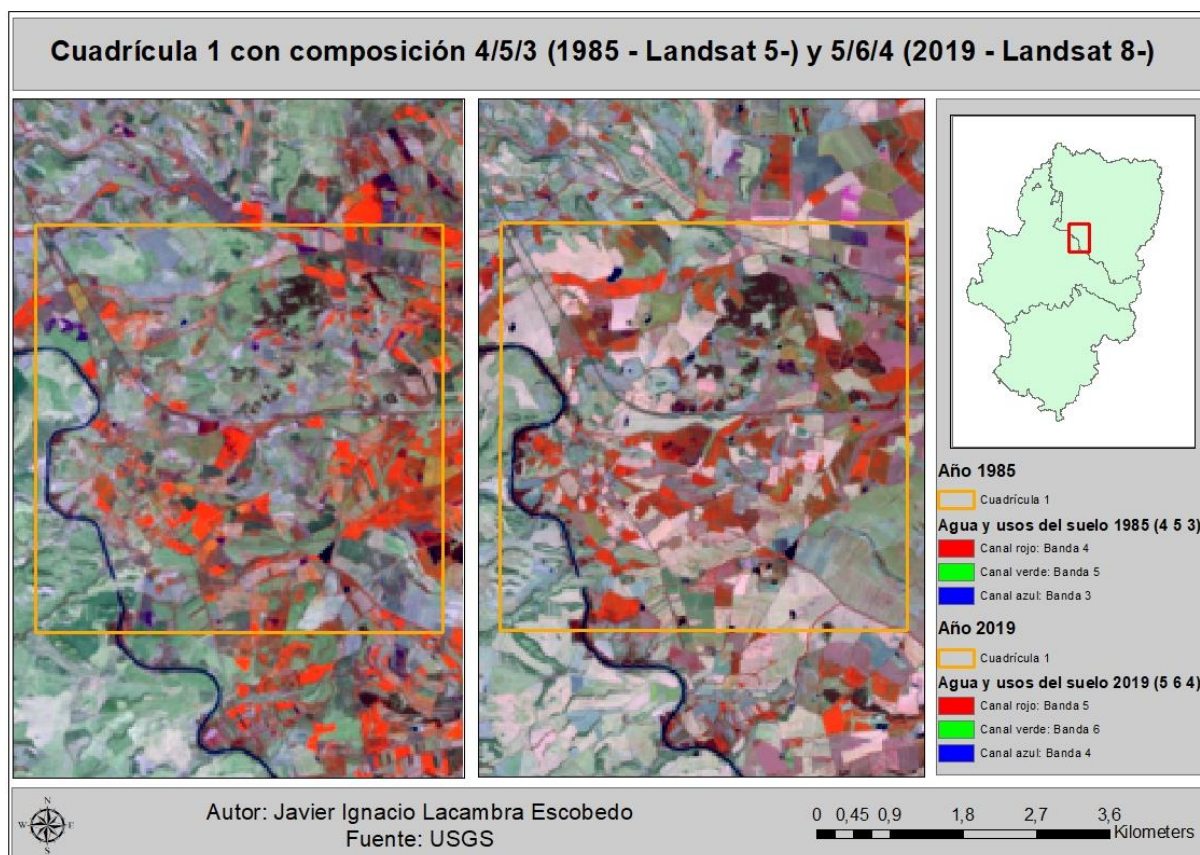 Cuadrícula 1 con composición 4/5/3 (1985 - Landsat 5-) y 5/6/4 (2019 - Landsat 8-)
Año 1985
Cuadrícula 1
Agua y usos del suelo 1985 (4 5 3)
Canal rojo: Banda 4
Canal verde: Banda 5
Canal azul: Banda 3
Año 2019
Cuadrícula 1
Agua y usos del suelo 2019 (5 6 4)
Canal rojo: Banda 5
Canal verde: Banda 6
Canal azul: Banda 4
N
W E
S
Autor: Javier Ignacio Lacambra Escobedo
Fuente: USGS
0 0,45 0,9 1,8 2,7 3,6
Kilometers